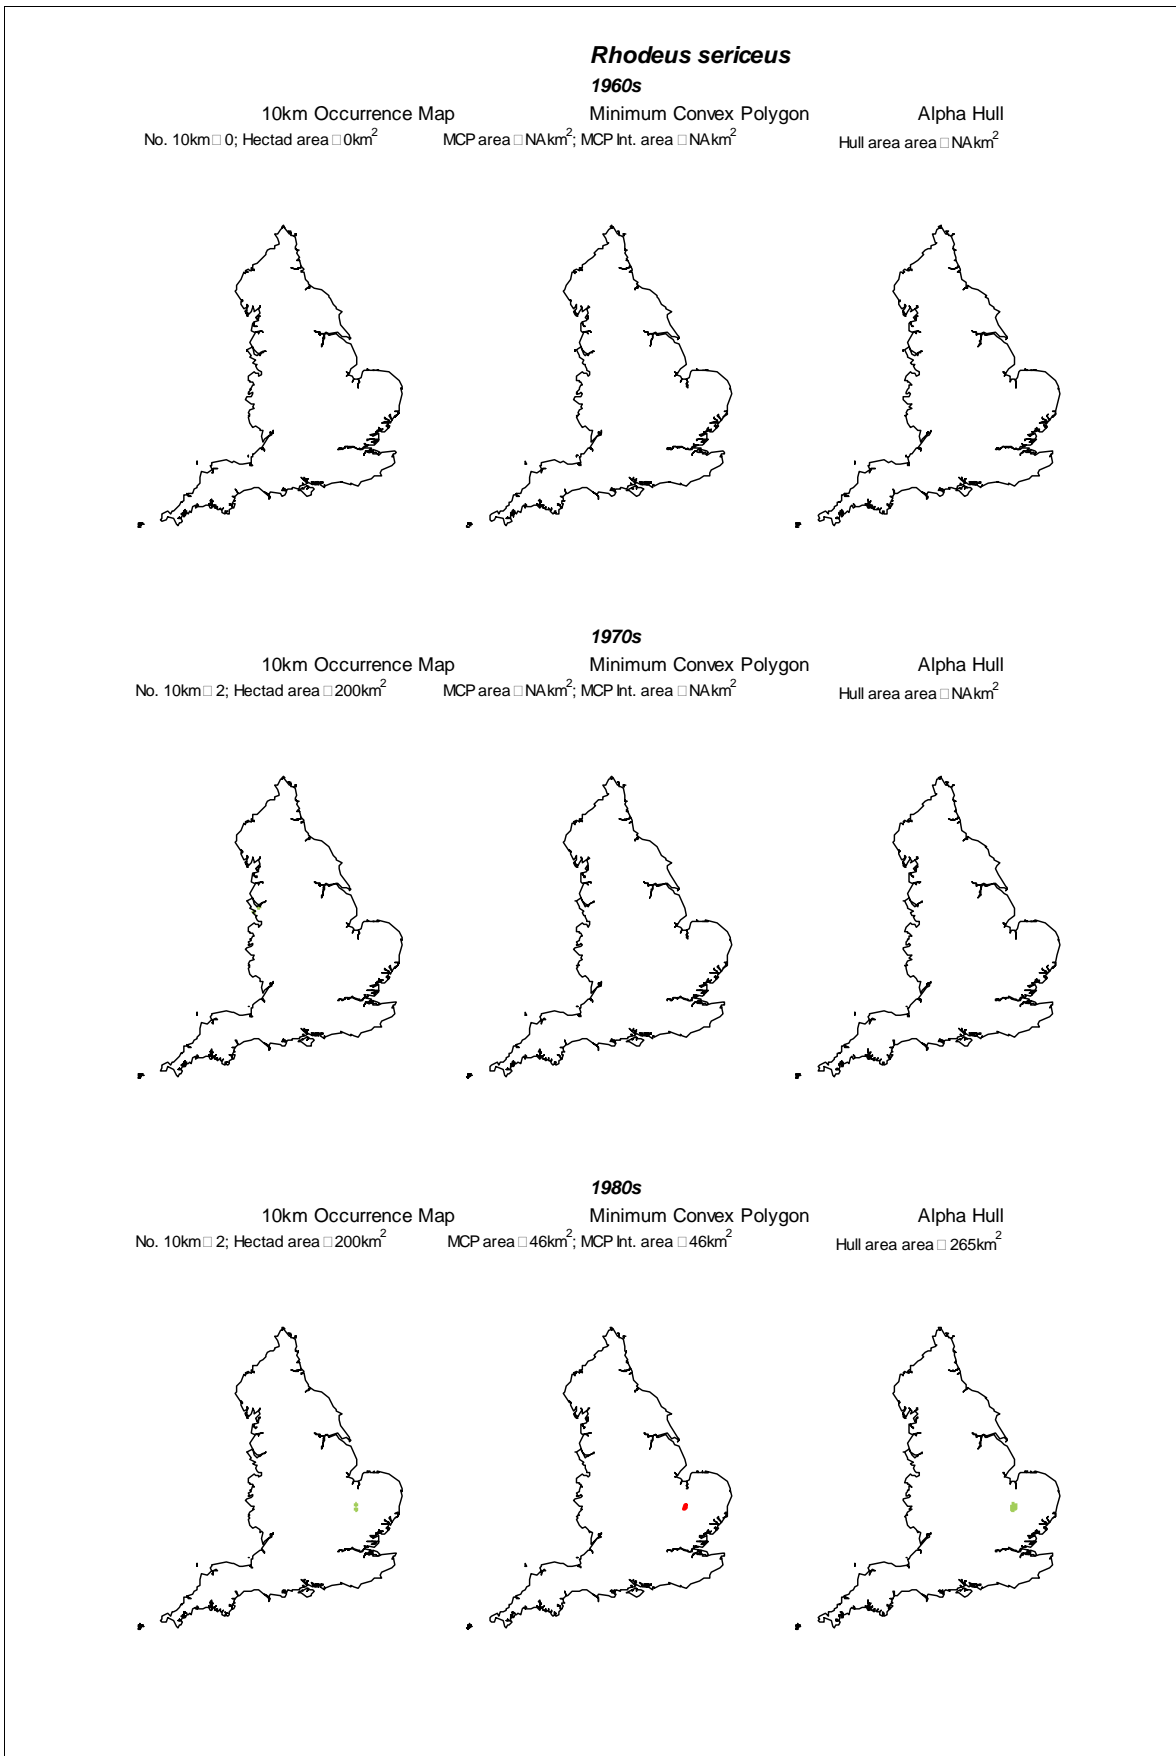 Rhodeus sericeus
1960s
10km Occurrence Map Minimum Convex Polygon Alpha Hull
No. 10km□0; Hectad area□0km² MCP area□NAkm²; MCP Int. area□NAkm² Hull area area□NAkm²
1970s
10km Occurrence Map Minimum Convex Polygon Alpha Hull
No. 10km□2; Hectad area□200km² MCP area□NAkm²; MCP Int. area□NAkm² Hull area area□NAkm²
1980s
10km Occurrence Map Minimum Convex Polygon Alpha Hull
No. 10km□2; Hectad area□200km² MCP area□46km²; MCP Int. area□46km² Hull area area□265km²